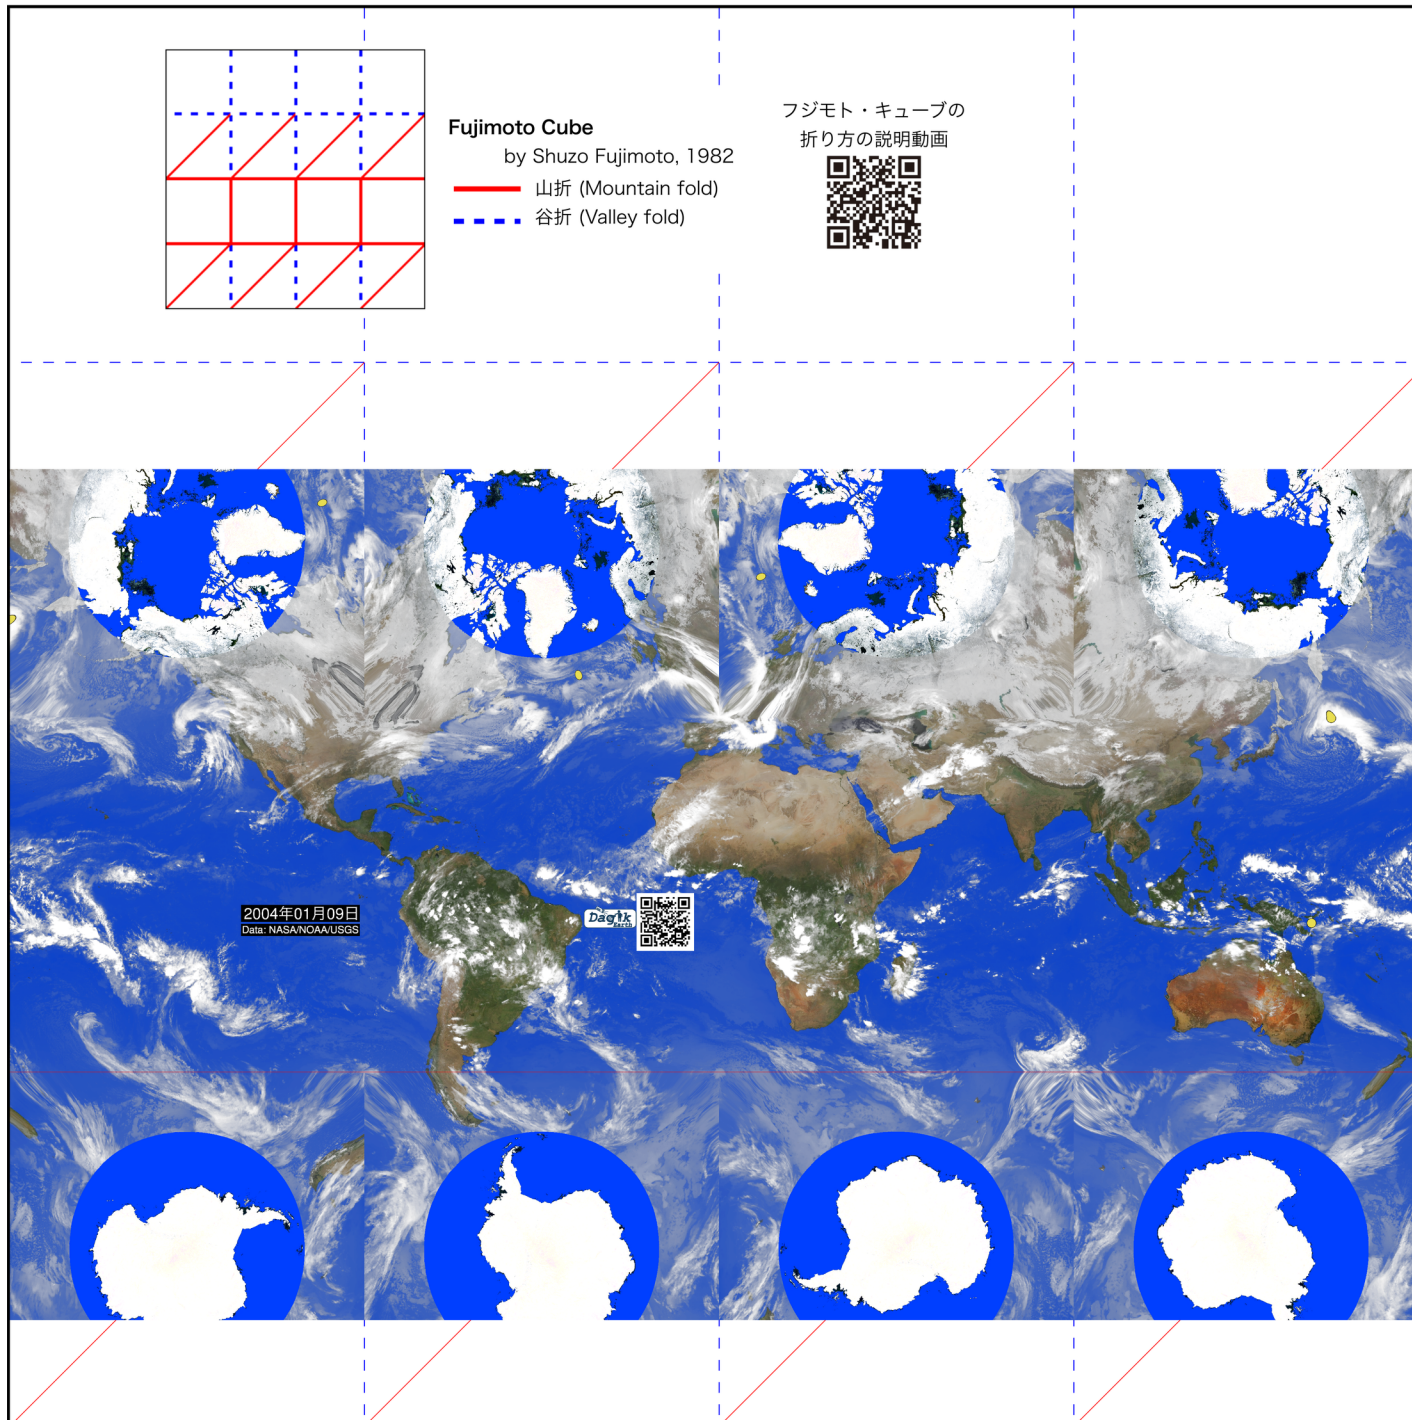 Fujimoto Cube
by Shuzo Fujimoto, 1982
山折 (Mountain fold)
谷折 (Valley fold)
フジモト・キューブの
折り方の説明動画
2004年01月09日
Data: NASA/NOAA/USGS
Dagik
Earth